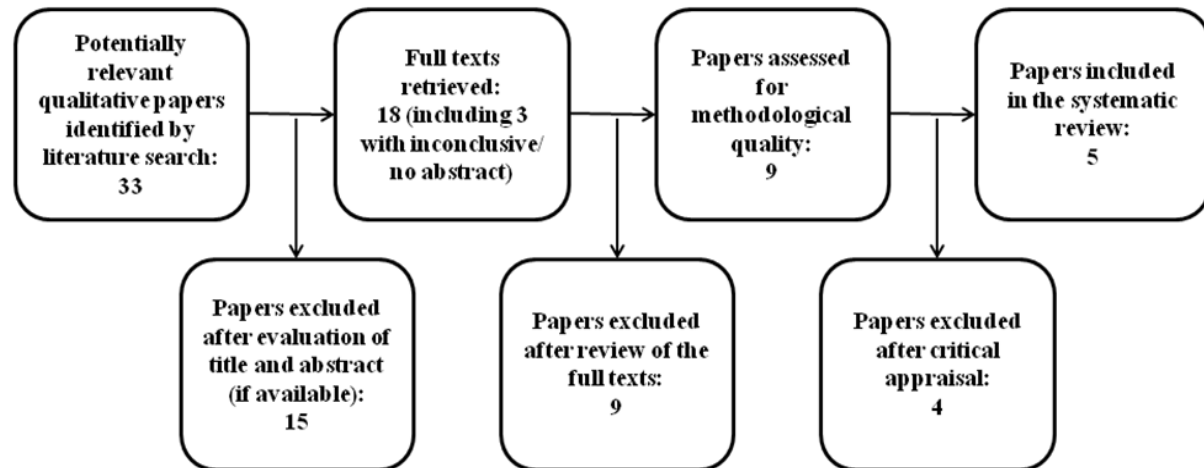 Potentially
relevant
qualitative papers
identified by
literature search:
33
Full texts
retrieved:
18 (including 3
with inconclusive/
no abstract)
Papers assessed
for
methodological
quality:
9
Papers included
in the systematic
review:
5
Papers excluded
after evaluation of
title and abstract
(if available):
15
Papers excluded
after review of the
full texts:
9
Papers excluded
after critical
appraisal:
4